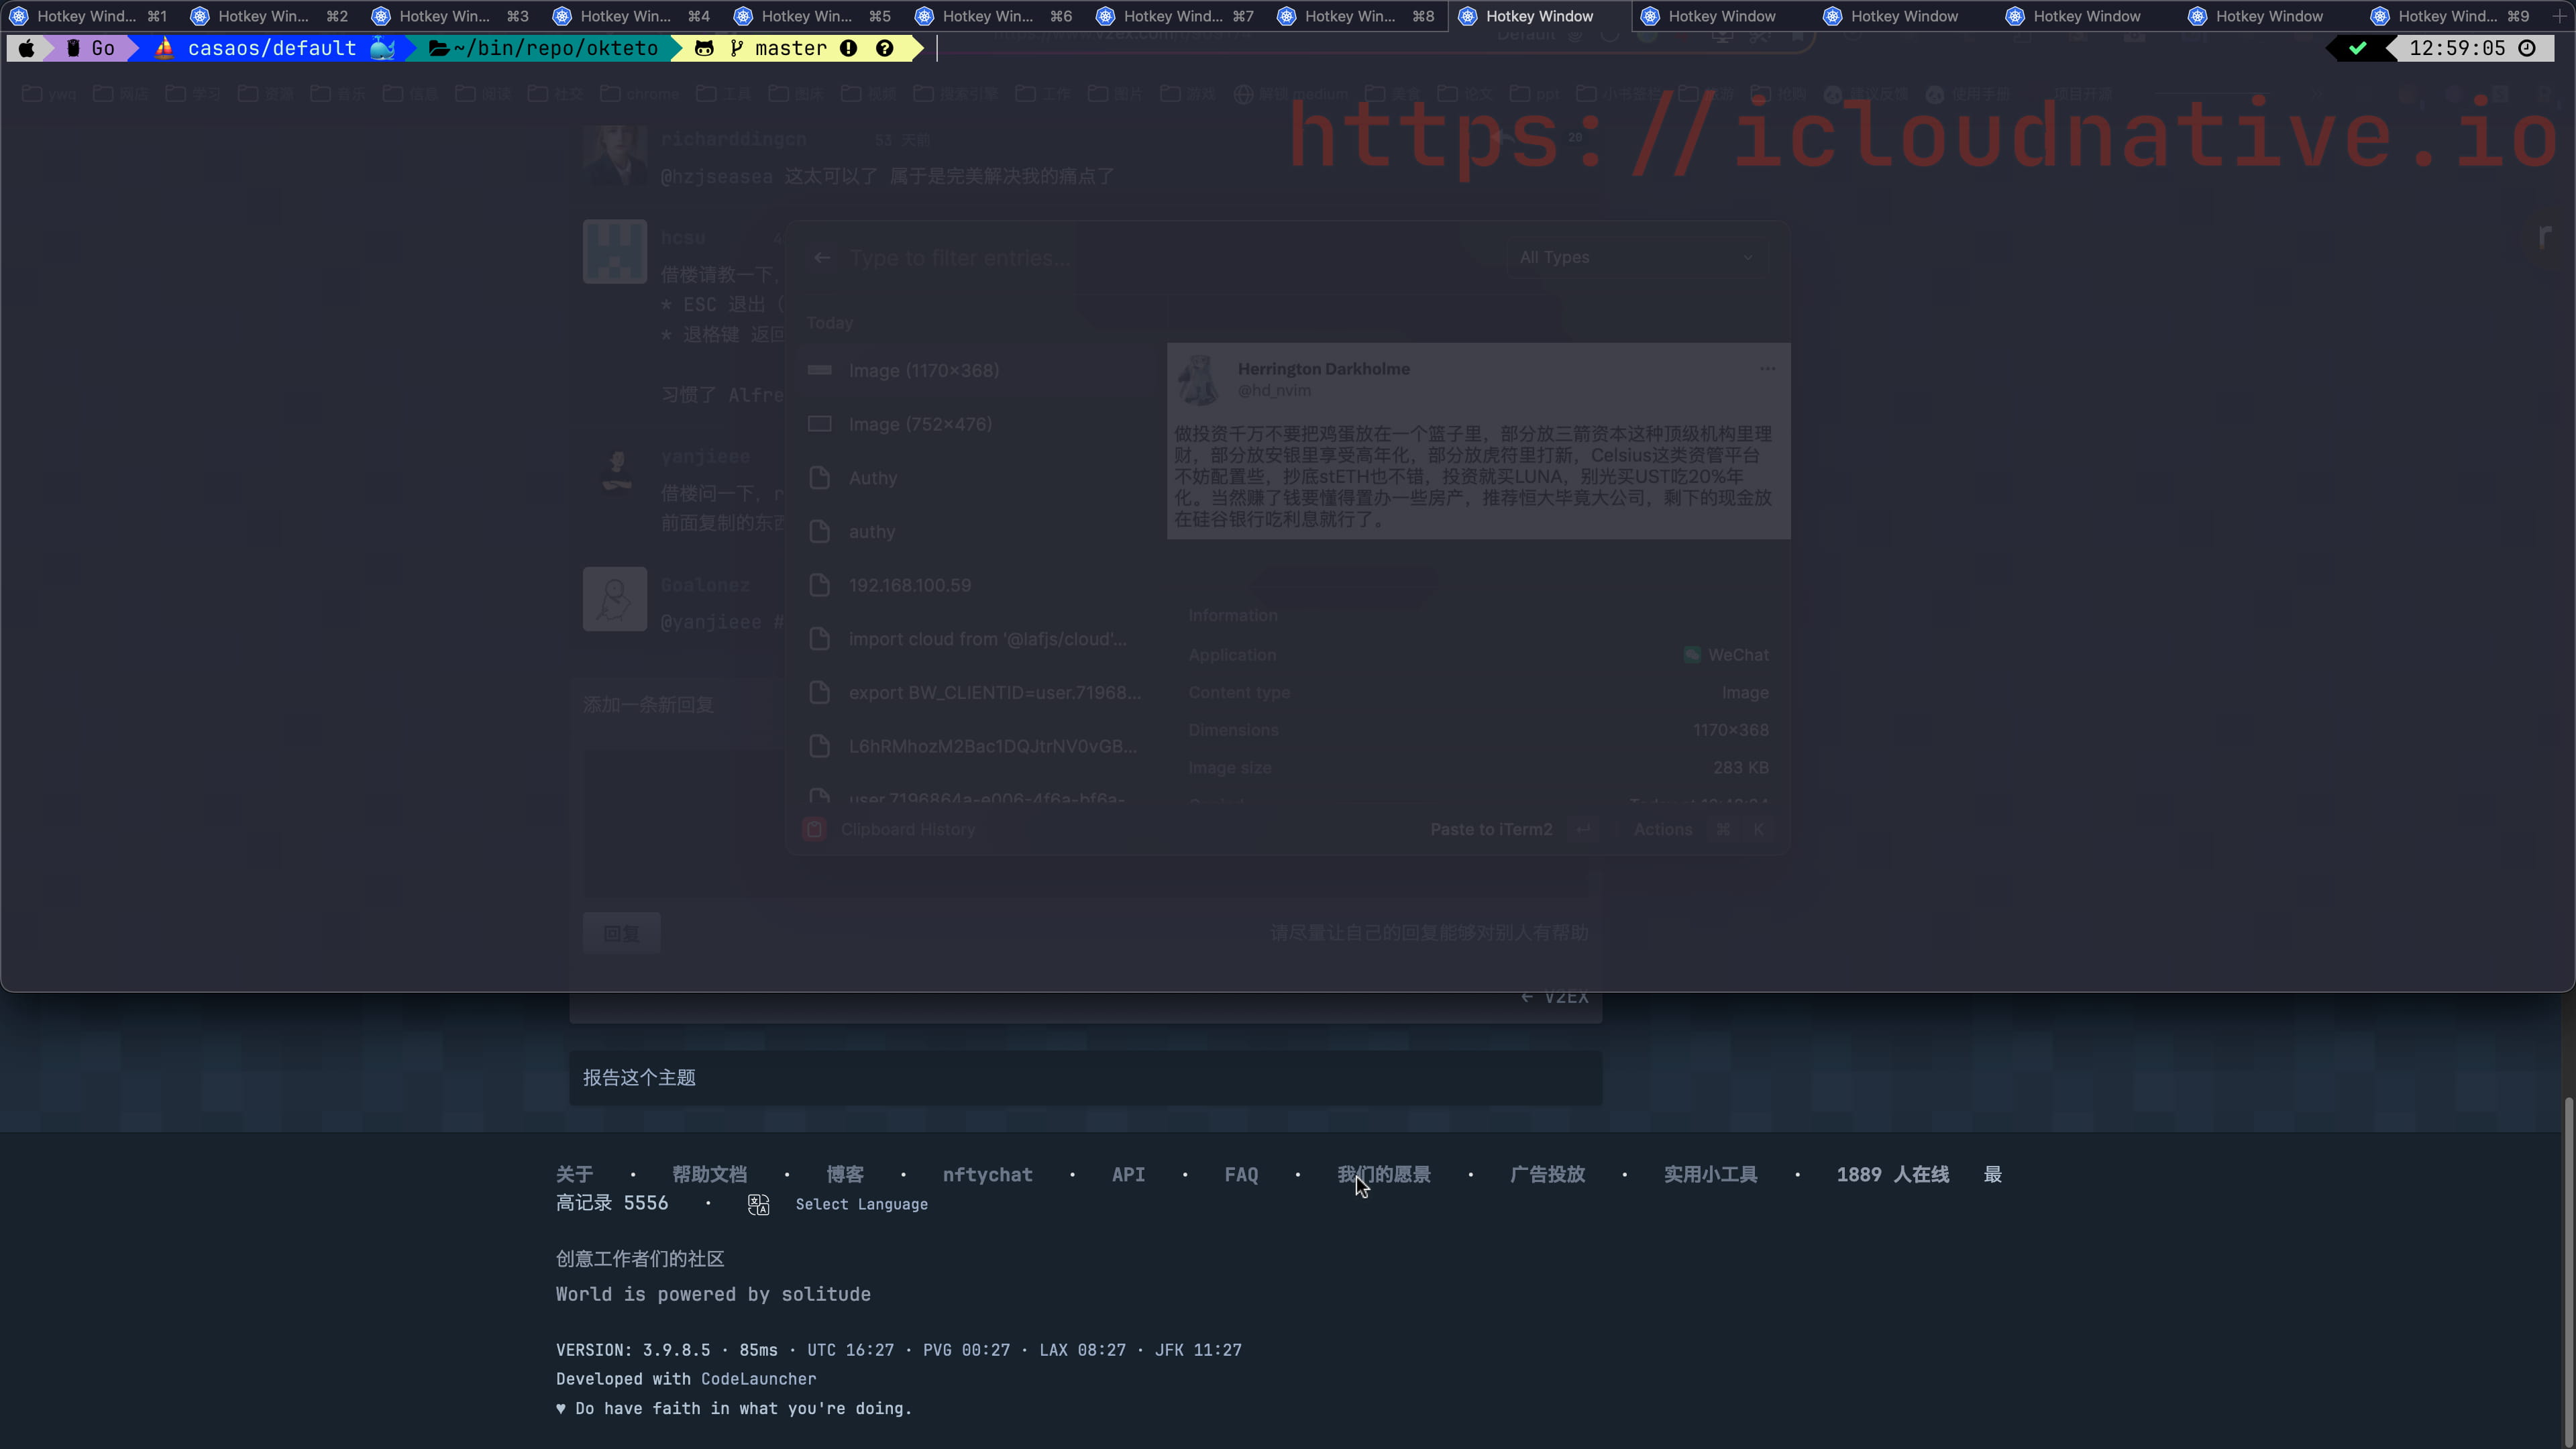 Hotkey Wind... ⌘1 Hotkey Win... ⌘2 Hotkey Win... ⌘3 Hotkey Win... ⌘4 Hotkey Win... ⌘5 Hotkey Win... ⌘6 Hotkey Wind... ⌘7 Hotkey Win... ⌘8 Hotkey Window Hotkey Window Hotkey Window Hotkey Window Hotkey Window Hotkey Wind... ⌘9
Go casaos/default ~/bin/repo/okteto master 12:59:05
https://icloudnative.io
richarddingcn 53 天前 20
@hzjseasea 这太可以了 属于是完美解决我的痛点了
hcsu
借楼请教一下,
* ESC 退出 (
* 退格键 返回
习惯了 Alfre
yanjieee
借楼问一下, r
前面复制的东西
Goalonez
@yanjieee #
添加一条新回复
回复
请尽量让自己的回复能够对别人有帮助
← Type to filter entries... All Types
Today
Image (1170×368)
Image (752×476)
Authy
authy
192.168.100.59
import cloud from '@lafjs/cloud'...
export BW_CLIENTID=user.71968...
L6hRMhozM2Bac1DQJtrNV0vGB...
user.7196864a-e006-4f6a-bf6a-
Herrington Darkholme
@hd_nvim
做投资千万不要把鸡蛋放在一个篮子里，部分放三箭资本这种顶级机构里理
财，部分放安银里享受高年化，部分放虎符里打新，Celsius这类资管平台
不妨配置些，抄底stETH也不错，投资就买LUNA，别光买UST吃20%年
化。当然赚了钱要懂得置办一些房产，推荐恒大毕竟大公司，剩下的现金放
在硅谷银行吃利息就行了。
Information
Application WeChat
Content type Image
Dimensions 1170×368
Image size 283 KB
Clipboard History Paste to iTerm2 ↩ Actions ⌘ K
← V2EX
报告这个主题
关于 · 帮助文档 · 博客 · nftychat · API · FAQ · 我们的愿景 · 广告投放 · 实用小工具 · 1889 人在线 最
高记录 5556 · Select Language
创意工作者们的社区
World is powered by solitude
VERSION: 3.9.8.5 · 85ms · UTC 16:27 · PVG 00:27 · LAX 08:27 · JFK 11:27
Developed with CodeLauncher
♥ Do have faith in what you're doing.